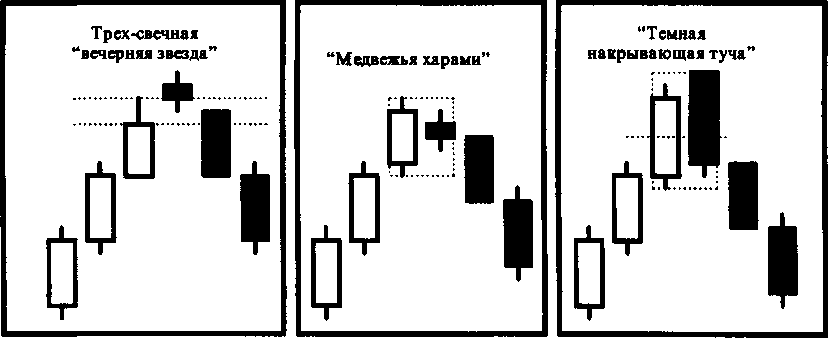 Трех-свечная
“вечерняя звезда”
“Медвежья харами”
“Темная
накрывающая туча”